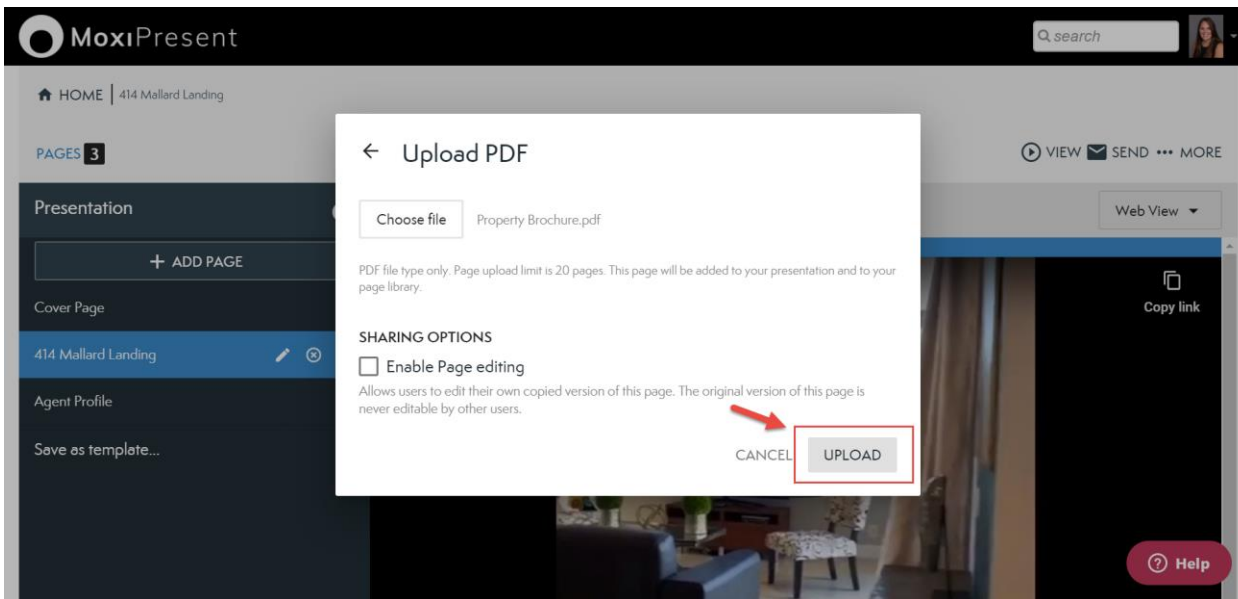 MoxiPresent
search
HOME | 414 Mallard Landing
PAGES 3
VIEW SEND ••• MORE
Presentation
Web View
+ ADD PAGE
Cover Page
414 Mallard Landing
Agent Profile
Save as template...
Upload PDF
Choose file Property Brochure.pdf
PDF file type only. Page upload limit is 20 pages. This page will be added to your presentation and to your
page library.
SHARING OPTIONS
Enable Page editing
Allows users to edit their own copied version of this page. The original version of this page is
never editable by other users.
CANCEL UPLOAD
Copy link
Help